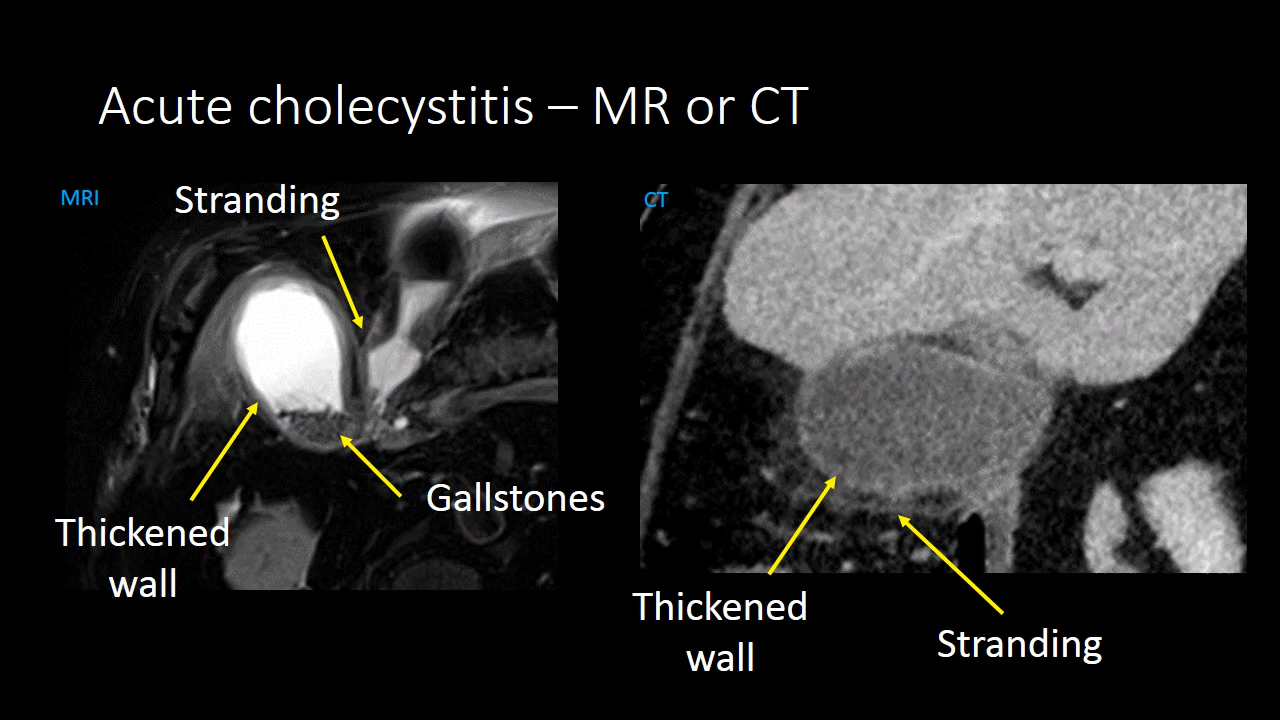 Acute cholecystitis – MR or CT
MRI
Stranding
Gallstones
Thickened
wall
CT
Thickened
wall
Stranding